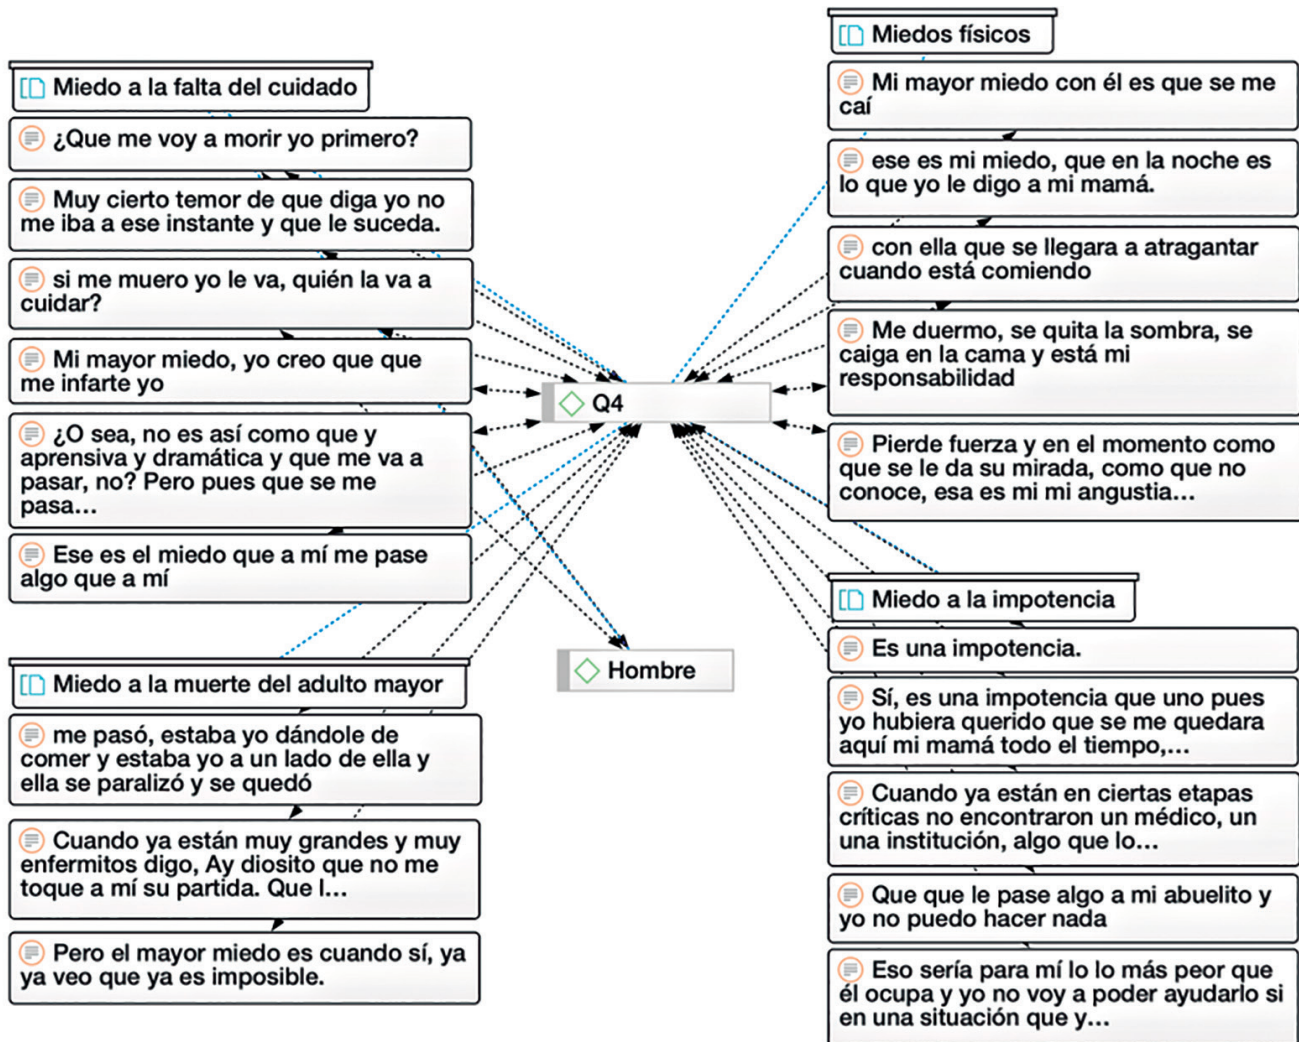 Miedo a la falta del cuidado
¿Que me voy a morir yo primero?
Muy cierto temor de que diga yo no
me iba a ese instante y que le suceda.
si me muero yo le va, quién la va a
cuidar?
Mi mayor miedo, yo creo que que
me infarte yo
¿O sea, no es así como que y
aprensiva y dramática y que me va a
pasar, no? Pero pues que se me
pasa...
Ese es el miedo que a mí me pase
algo que a mí
Miedo a la muerte del adulto mayor
me pasó, estaba yo dándole de
comer y estaba yo a un lado de ella y
ella se paralizó y se quedó
Cuando ya están muy grandes y muy
enfermitos digo, Ay diosito que no me
toque a mí su partida. Que l...
Pero el mayor miedo es cuando sí, ya
ya veo que ya es imposible.
Q4
Hombre
Miedos físicos
Mi mayor miedo con él es que se me
caí
ese es mi miedo, que en la noche es
lo que yo le digo a mi mamá.
con ella que se llegara a atragantar
cuando está comiendo
Me duermo, se quita la sombra, se
caiga en la cama y está mi
responsabilidad
Pierde fuerza y en el momento como
que se le da su mirada, como que no
conoce, esa es mi mi angustia...
Miedo a la impotencia
Es una impotencia.
Sí, es una impotencia que uno pues
yo hubiera querido que se me quedara
aquí mi mamá todo el tiempo,...
Cuando ya están en ciertas etapas
críticas no encontraron un médico, un
una institución, algo que lo...
Que que le pase algo a mi abuelito y
yo no puedo hacer nada
Eso sería para mí lo lo más peor que
él ocupa y yo no voy a poder ayudarlo si
en una situación que y...